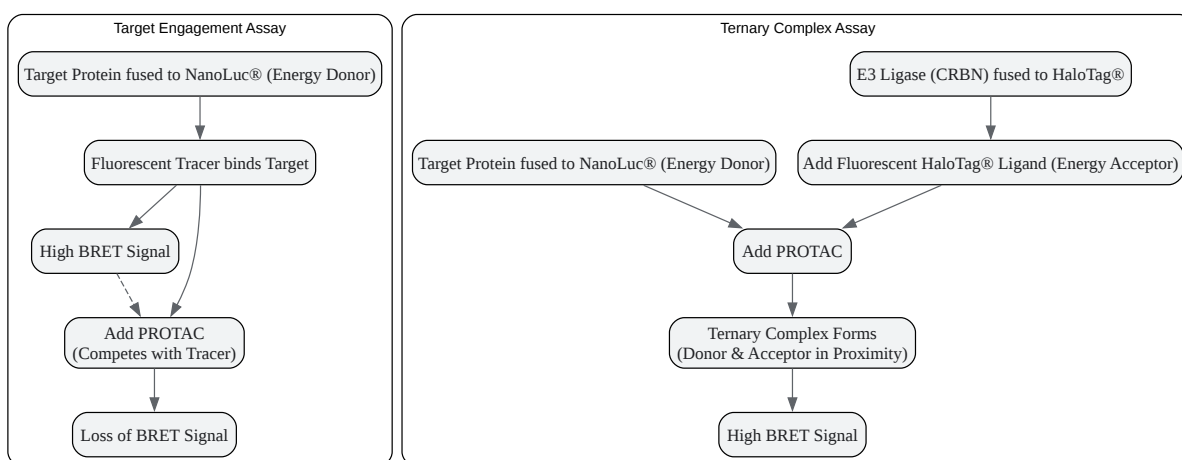 Target Engagement Assay
Target Protein fused to NanoLuc® (Energy Donor)
Fluorescent Tracer binds Target
High BRET Signal
Add PROTAC
(Competes with Tracer)
Loss of BRET Signal
Ternary Complex Assay
E3 Ligase (CRBN) fused to HaloTag®
Target Protein fused to NanoLuc® (Energy Donor)
Add Fluorescent HaloTag® Ligand (Energy Acceptor)
Add PROTAC
Ternary Complex Forms
(Donor & Acceptor in Proximity)
High BRET Signal